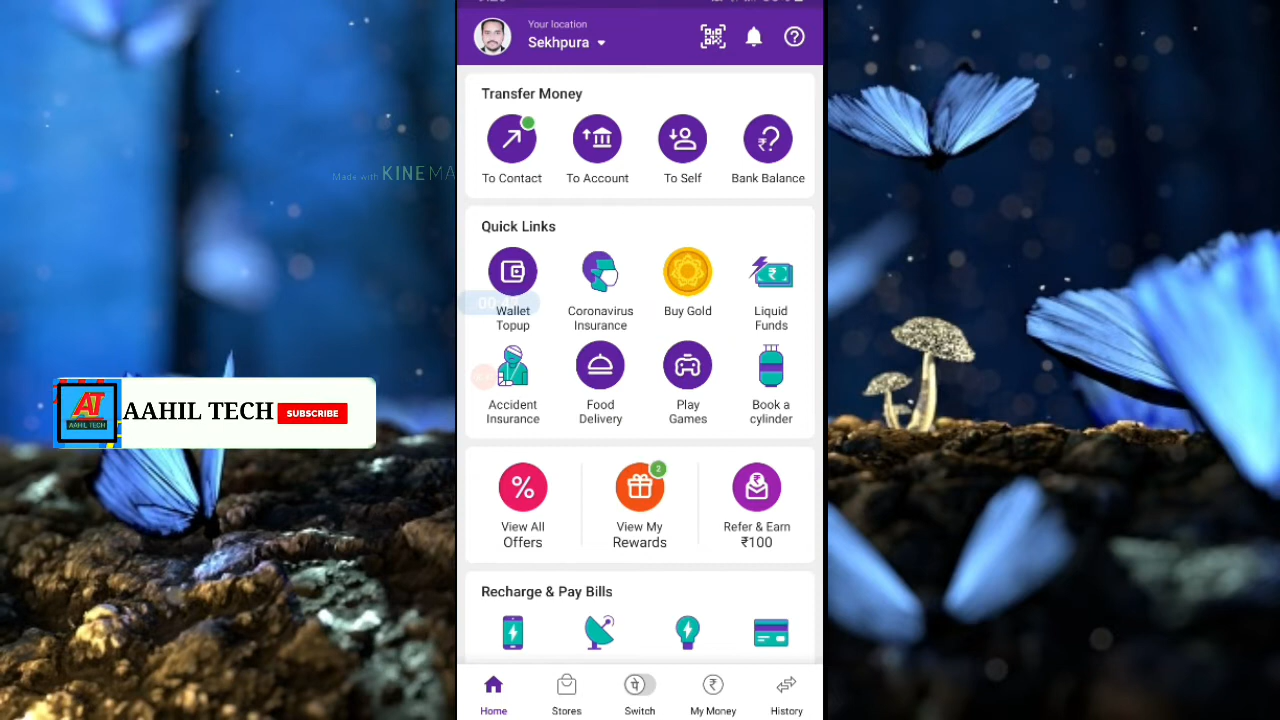 Your location
Sekhpura
Transfer Money
To Contact
To Account
To Self
Bank Balance
Made with KINEMA
Quick Links
Wallet
Topup
Coronavirus
Insurance
Buy Gold
Liquid
Funds
Accident
Insurance
Food
Delivery
Play
Games
Book a
cylinder
AT
AAHIL TECH
AAHIL TECH
SUBSCRIBE
%
2
View All
Offers
View My
Rewards
Refer & Earn
₹100
Recharge & Pay Bills
पे
₹
Home
Stores
Switch
My Money
History